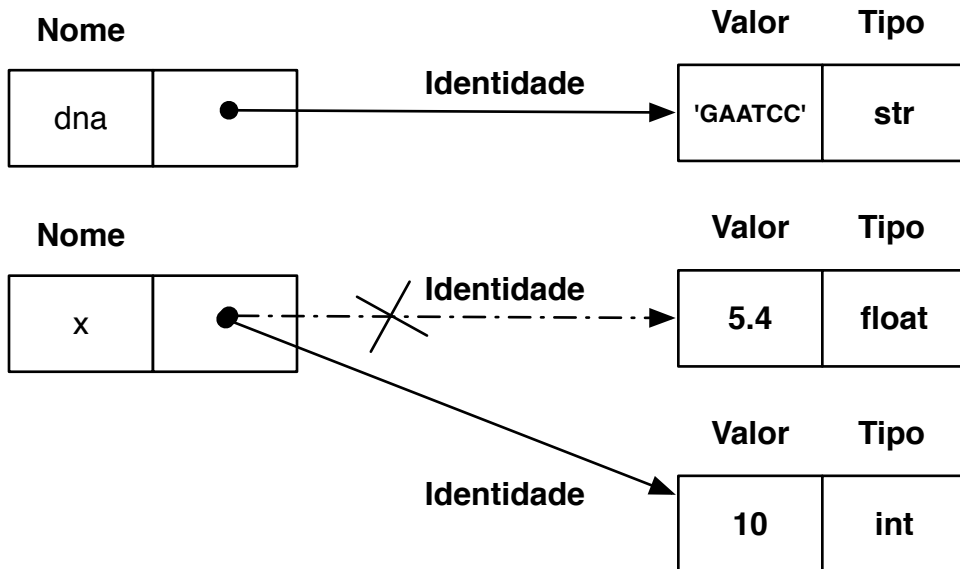 Nome
Valor Tipo
dna
Identidade
'GAATCC' str
Nome
Valor Tipo
x
Identidade
5.4 float
Valor Tipo
Identidade
10 int